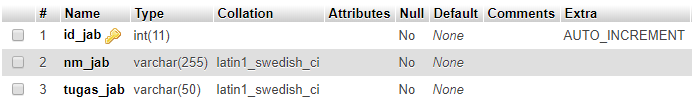 # Name Type Collation Attributes Null Default Comments Extra
1 id_jab int(11) No None AUTO_INCREMENT
2 nm_jab varchar(255) latin1_swedish_ci No None
3 tugas_jab varchar(50) latin1_swedish_ci No None